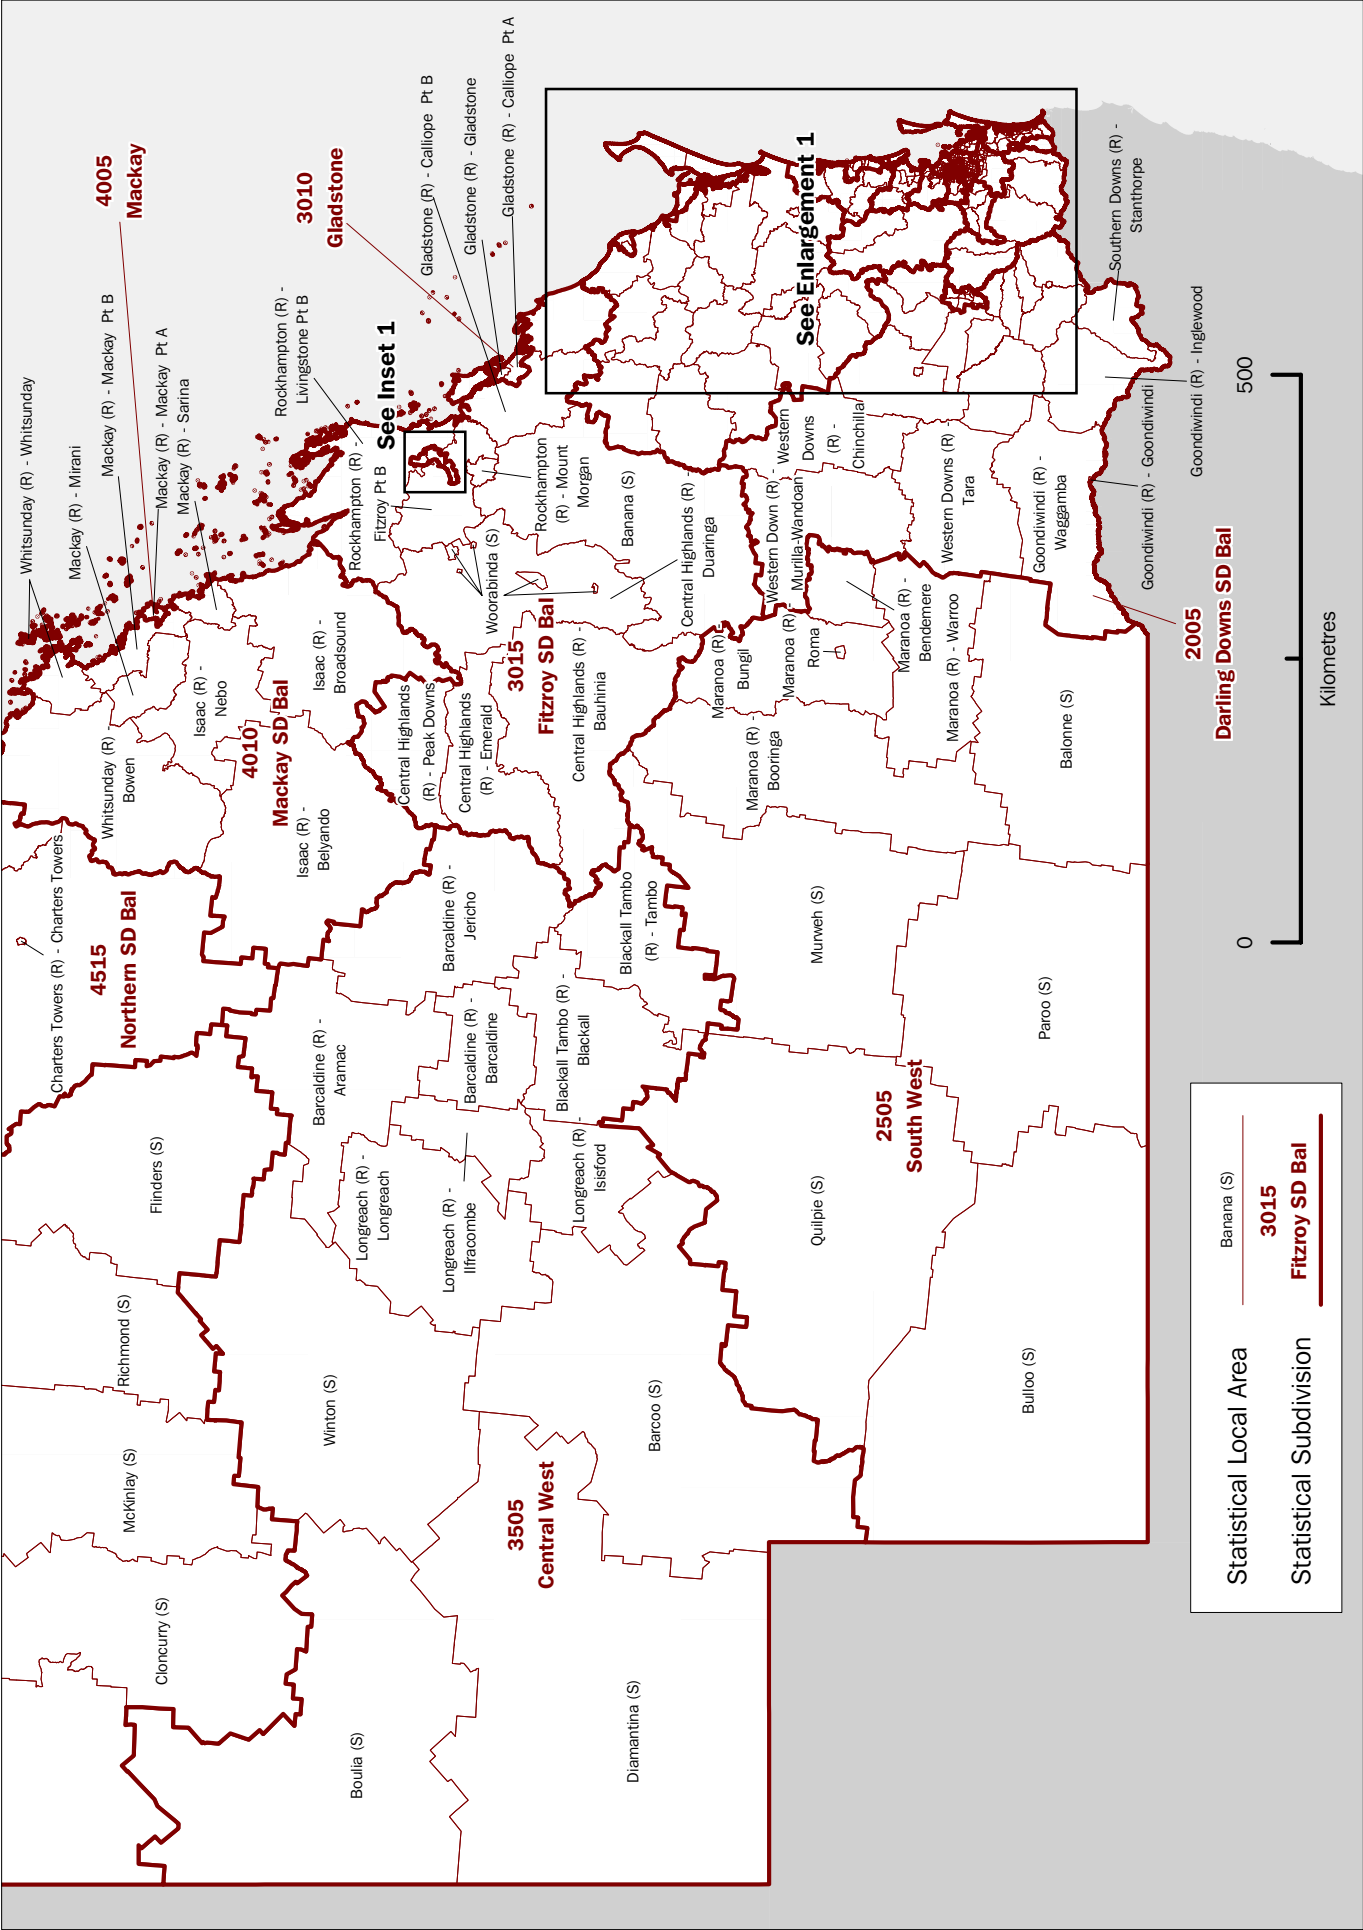 Whitsunday (R) - Whitsunday
Mackay (R) - Mirani
Mackay (R) - Mackay Pt B
4005
Mackay
Mackay (R) - Mackay Pt A
Mackay (R) - Sarina
Rockhampton (R) -
Livingstone Pt B
3010
Gladstone
See Inset 1
Gladstone (R) - Calliope Pt B
Gladstone (R) - Gladstone
Gladstone (R) - Calliope Pt A
Charters Towers (R) - Charters Towers
4515
Northern SD Bal
Whitsunday (R) -
Bowen
Isaac (R) -
Nebo
4010
Mackay SD Bal
Isaac (R) -
Belyando
Isaac (R) -
Broadsound
Rockhampton (R) -
Fitzroy Pt B
Central Highlands
(R) - Peak Downs
Central Highlands
(R) - Emerald
Woorabinda (S)
3015
Fitzroy SD Bal
Rockhampton
(R) - Mount
Morgan
Central Highlands (R) -
Bauhinia
Banana (S)
Central Highlands (R) -
Duaringa
See Enlargement 1
Flinders (S)
Richmond (S)
McKinlay (S)
Cloncurry (S)
Boulia (S)
Winton (S)
Barcaldine (R) -
Aramac
Barcaldine (R) -
Jericho
Barcaldine (R) -
Barcaldine
Longreach (R) -
Longreach
Longreach (R) -
Ilfracombe
Longreach (R) -
Isisford
Blackall Tambo (R) -
Blackall
Blackall Tambo
(R) - Tambo
3505
Central West
Barcoo (S)
Diamantina (S)
Maranoa (R) -
Bungil
Maranoa (R) -
Booringa
Maranoa (R) -
Roma
Western Down (R) -
Murilla-Wandoan
Western
Downs
(R) -
Chinchilla
Maranoa (R) -
Bendemere
Maranoa (R) - Warroo
Western Downs (R) -
Tara
Goondiwindi (R) -
Waggamba
Balonne (S)
Murweh (S)
Quilpie (S)
2505
South West
Paroo (S)
Bulloo (S)
Southern Downs (R) -
Stanthorpe
Goondiwindi (R) - Goondiwindi
Goondiwindi (R) - Inglewood
2005
Darling Downs SD Bal
0
500
Kilometres
Statistical Local Area
Banana (S)
Statistical Subdivision
3015
Fitzroy SD Bal